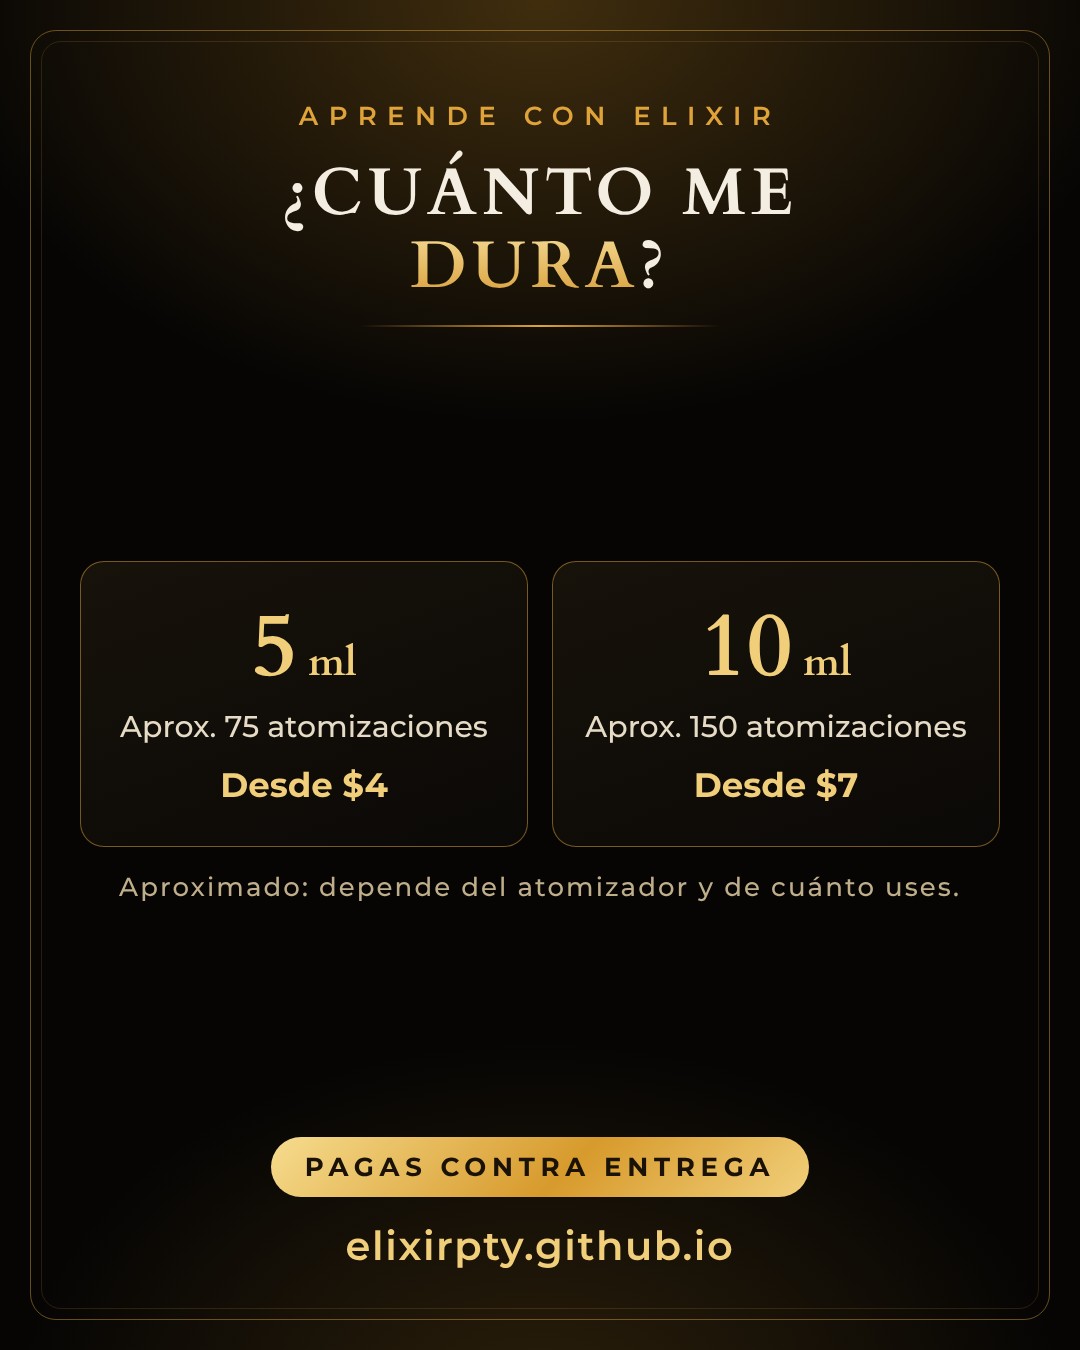 APRENDE CON ELIXIR
¿CUÁNTO ME
DURA?
5 ml
Aprox. 75 atomizaciones
Desde $4
10 ml
Aprox. 150 atomizaciones
Desde $7
Aproximado: depende del atomizador y de cuánto uses.
PAGAS CONTRA ENTREGA
elixirpty.github.io